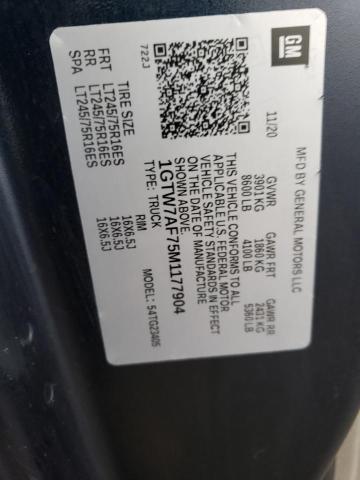 GM
MFD BY GENERAL MOTORS LLC
11/20 GVWR GAWR FRT GAWR RR
3901 KG 1860 KG 2431 KG
8600 LB 4100 LB 5360 LB
THIS VEHICLE CONFORMS TO ALL
APPLICABLE U.S. FEDERAL MOTOR
VEHICLE SAFETY STANDARDS IN EFFECT
ON THE DATE OF MANUFACTURE
SHOWN ABOVE.
1GTW7AF75M1177904
TYPE: TRUCK
722J
MODEL: 54TG23405
TIRE SIZE RIM
FRT LT245/75R16ES 16X6.5J
RR LT245/75R16ES 16X6.5J
SPA LT245/75R16ES 16X6.5J